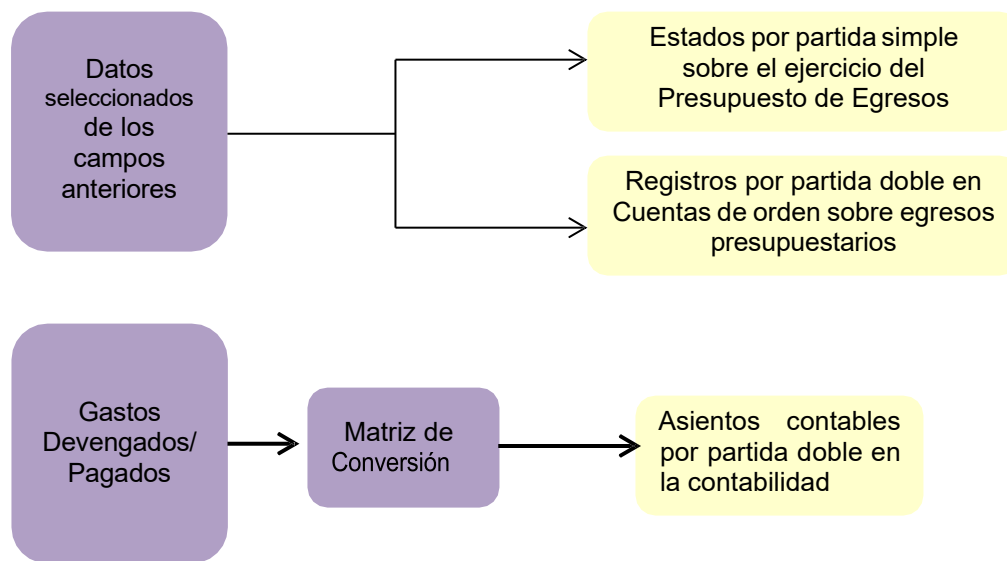 Datos
seleccionados
de los
campos
anteriores
Estados por partida simple
sobre el ejercicio del
Presupuesto de Egresos
Registros por partida doble en
Cuentas de orden sobre egresos
presupuestarios
Gastos
Devengados/
Pagados
Matriz de
Conversión
Asientos contables
por partida doble en
la contabilidad